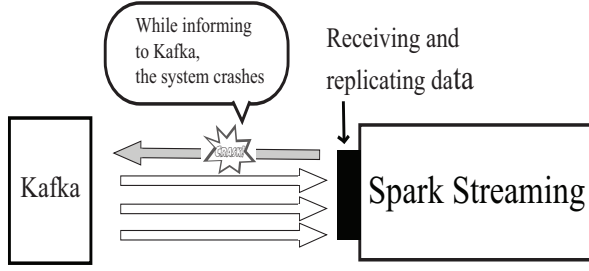 While informing
to Kafka,
the system crashes
Receiving and
replicating data
CRASH!
Kafka
Spark Streaming